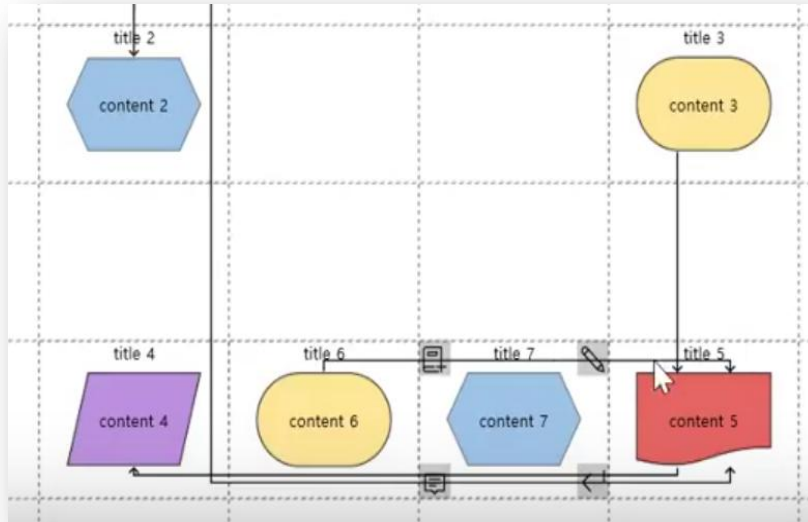 title 2
title 3
content 2
content 3
title 4
title 6
title 7
title 5
content 4
content 6
content 7
content 5